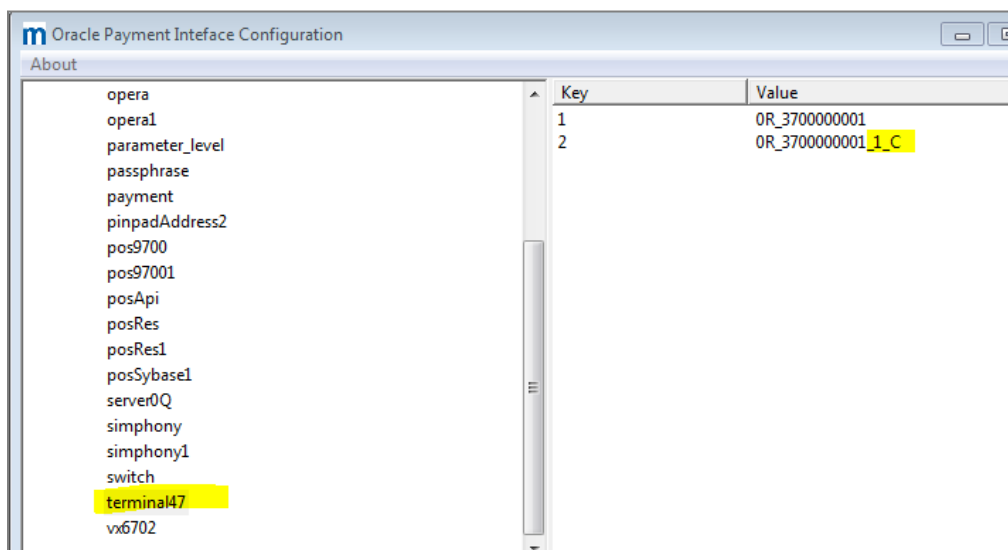 m Oracle Payment Inteface Configuration
About
opera
opera1
parameter_level
passphrase
payment
pinpadAddress2
pos9700
pos97001
posApi
posRes
posRes1
posSybase1
server0Q
simphony
simphony1
switch
terminal47
vx6702
Key Value
1 0R_3700000001
2 0R_3700000001_1_C